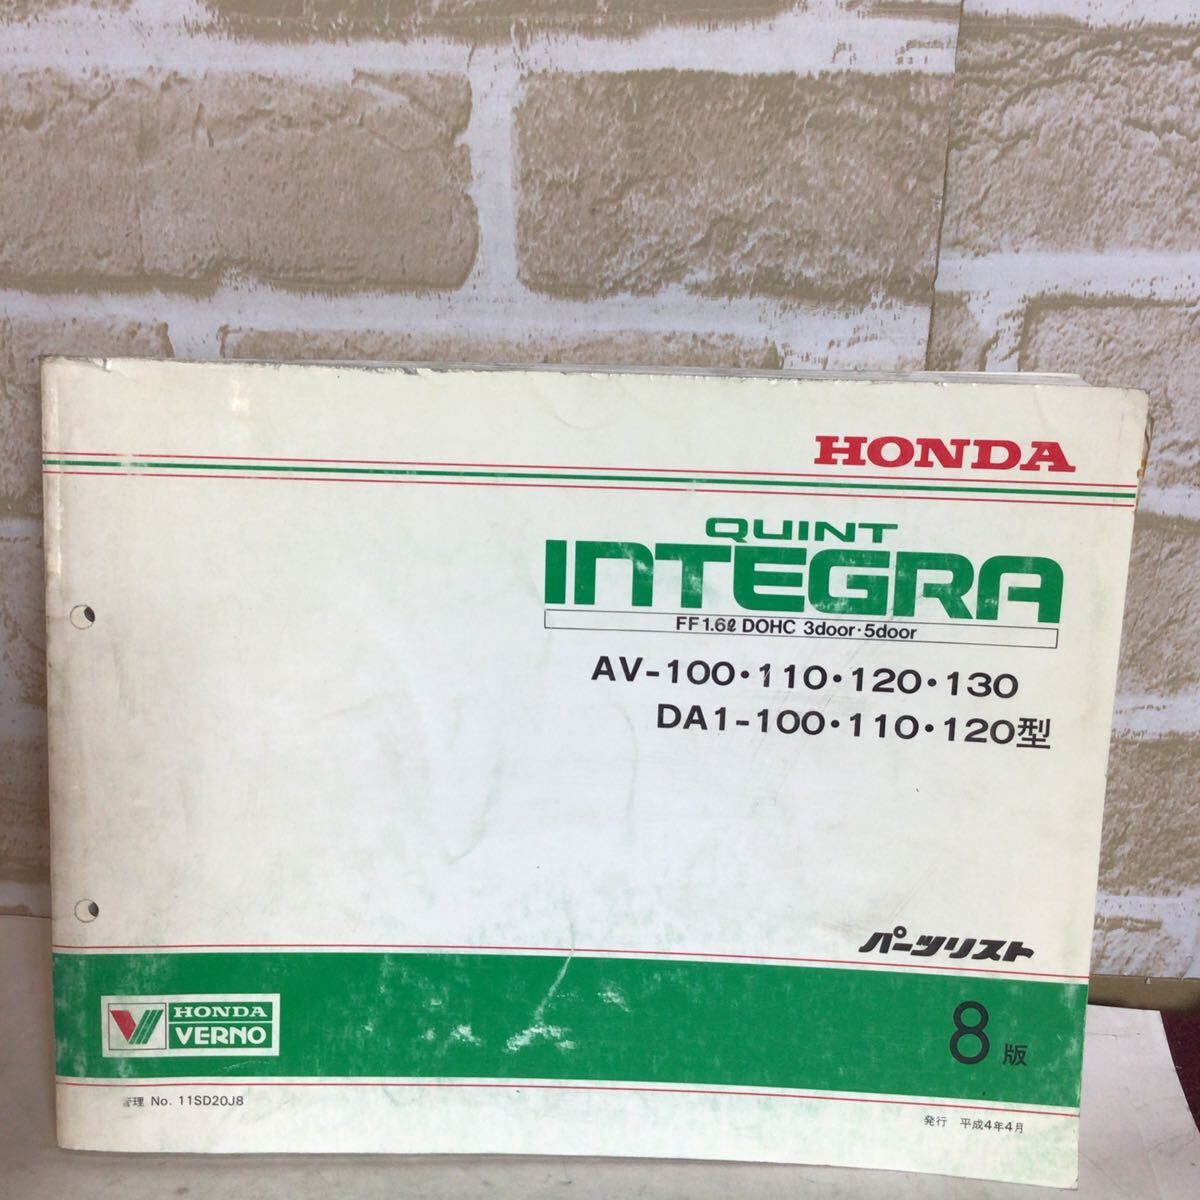 HONDA
QUINT
INTEGRA
FF1.6ℓ DOHC 3door・5door
AV-100・110・120・130
DA1-100・110・120型
パーツリスト
HONDA
VERNO
8版
管理 No. 11SD20J8
発行 平成4年4月